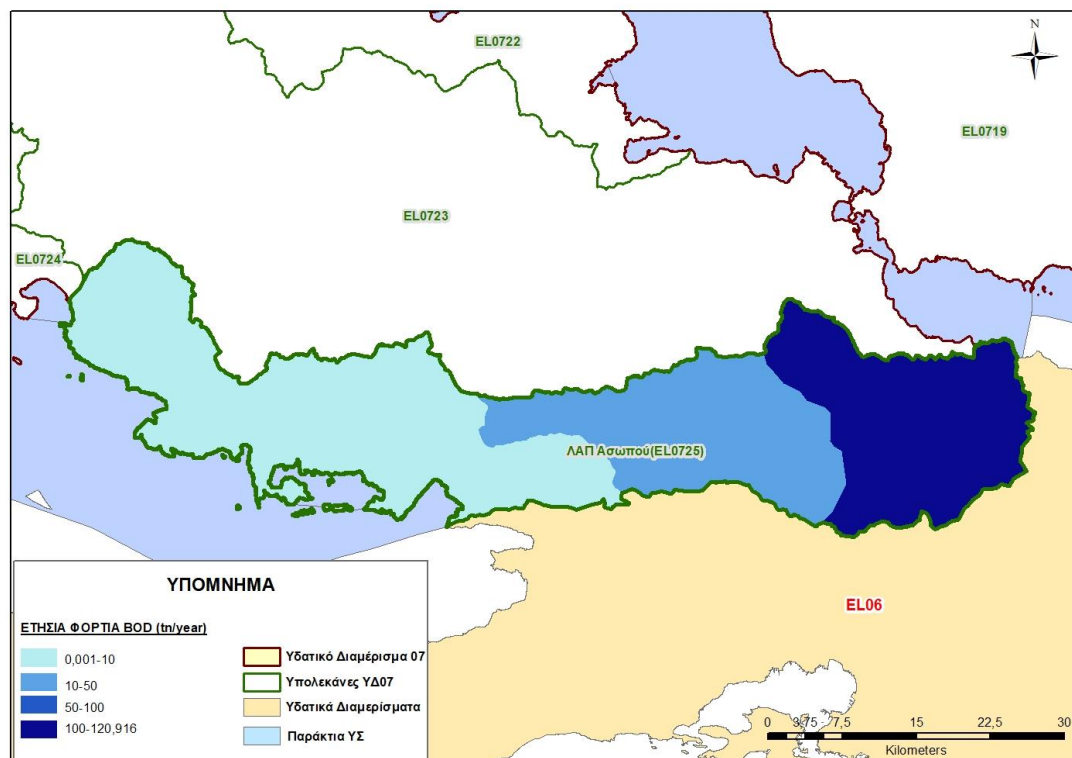 N
EL0722
EL0719
EL0723
EL0724
ΛΑΠ Ασωπού(EL0725)
EL06
ΥΠΟΜΝΗΜΑ
ΕΤΗΣΙΑ ΦΟΡΤΙΑ BOD (tn/year)
0,001-10
10-50
50-100
100-120,916
Υδατικό Διαμέρισμα 07
Υπολεκάνες ΥΔ07
Υδατικά Διαμερίσματα
Παράκτια ΥΣ
0 3,75 7,5 15 22,5 30
Kilometers